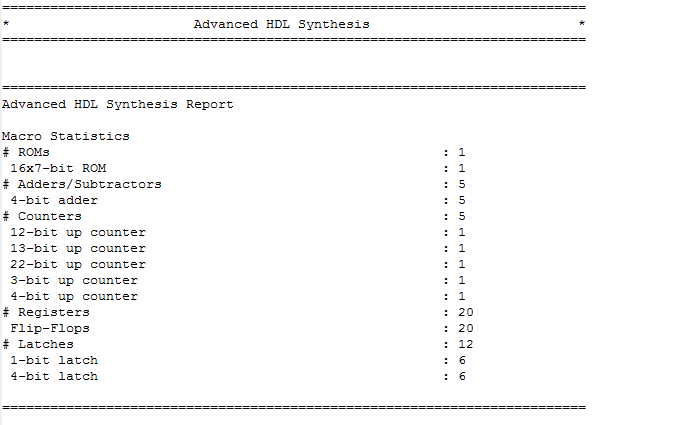 =========================================================================
*                       Advanced HDL Synthesis                          *
=========================================================================
=========================================================================
Advanced HDL Synthesis Report
Macro Statistics
# ROMs                                                 : 1
 16x7-bit ROM                                          : 1
# Adders/Subtractors                                   : 5
 4-bit adder                                           : 5
# Counters                                             : 5
 12-bit up counter                                     : 1
 13-bit up counter                                     : 1
 22-bit up counter                                     : 1
 3-bit up counter                                      : 1
 4-bit up counter                                      : 1
# Registers                                            : 20
 Flip-Flops                                            : 20
# Latches                                              : 12
 1-bit latch                                           : 6
 4-bit latch                                           : 6
=========================================================================